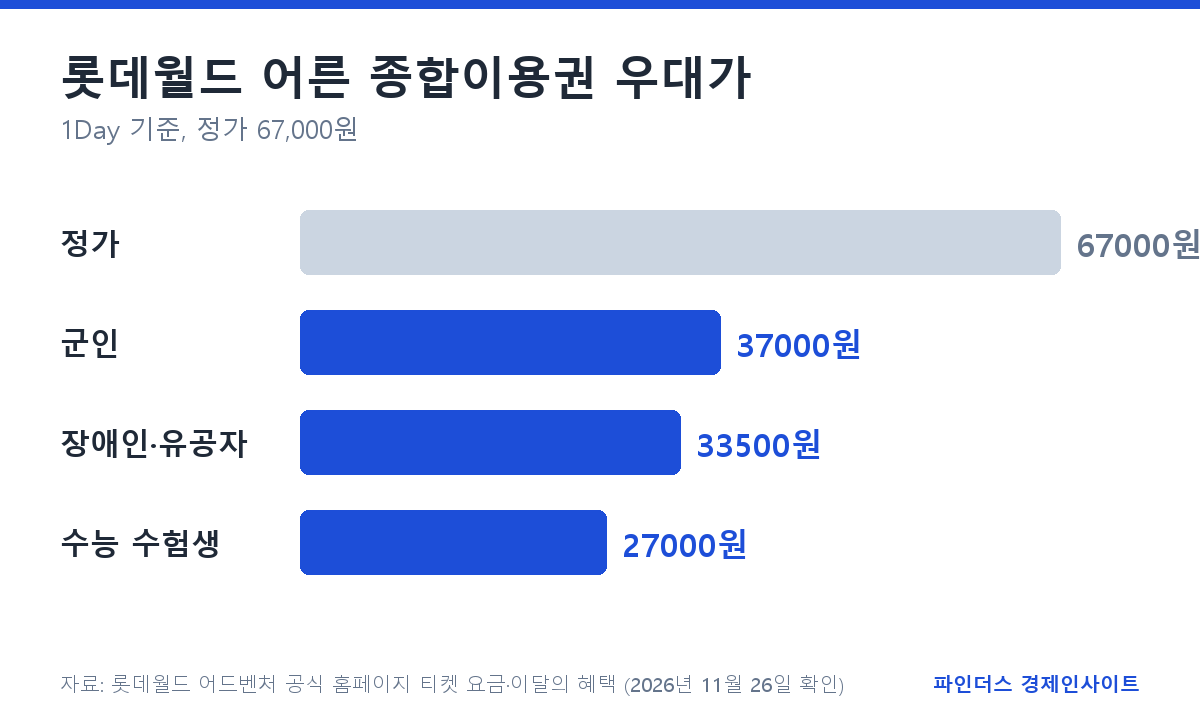 롯데월드 어른 종합이용권 우대가
1Day 기준, 정가 67,000원
정가 67000원
군인 37000원
장애인·유공자 33500원
수능 수험생 27000원
자료: 롯데월드 어드벤처 공식 홈페이지 티켓 요금·이달의 혜택 (2026년 11월 26일 확인) 파인더스 경제인사이트